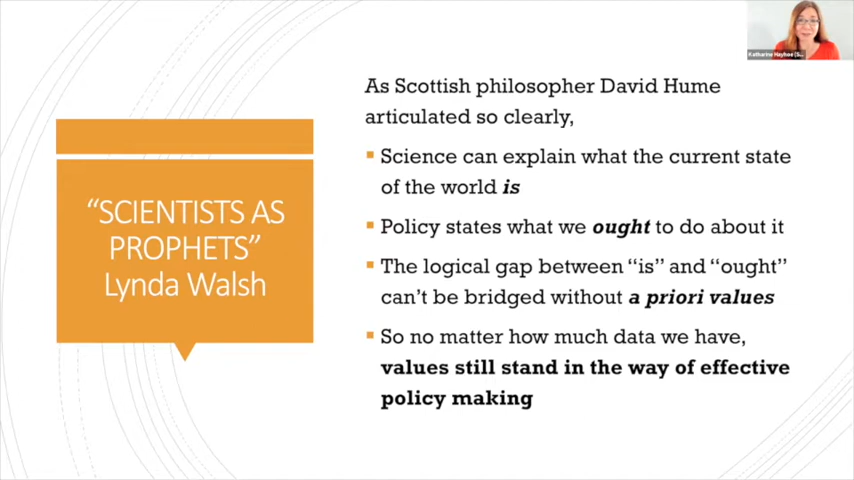 Katharine Hayhoe (S...
As Scottish philosopher David Hume
articulated so clearly,
Science can explain what the current state
of the world is
Policy states what we ought to do about it
The logical gap between “is” and “ought”
can’t be bridged without a priori values
So no matter how much data we have,
values still stand in the way of effective
policy making
“SCIENTISTS AS
PROPHETS”
Lynda Walsh